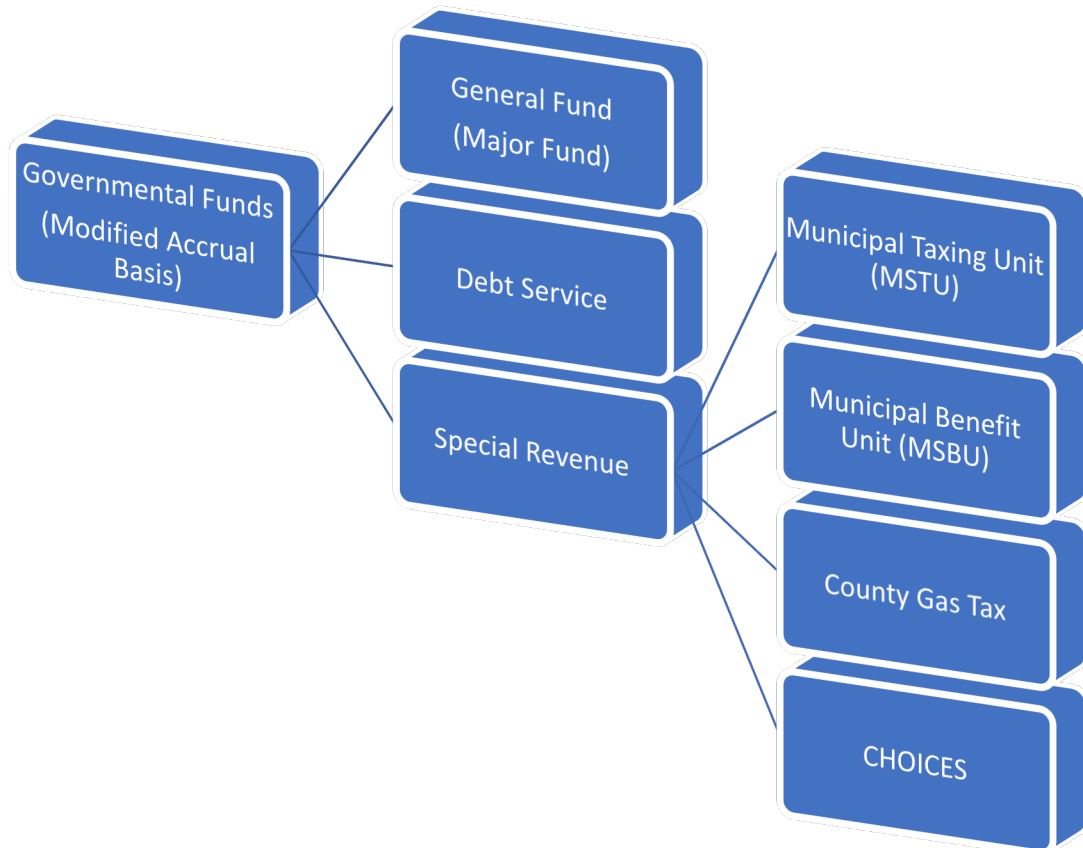 Governmental Funds
(Modified Accrual
Basis)
General Fund
(Major Fund)
Debt Service
Special Revenue
Municipal Taxing Unit
(MSTU)
Municipal Benefit
Unit (MSBU)
County Gas Tax
CHOICES